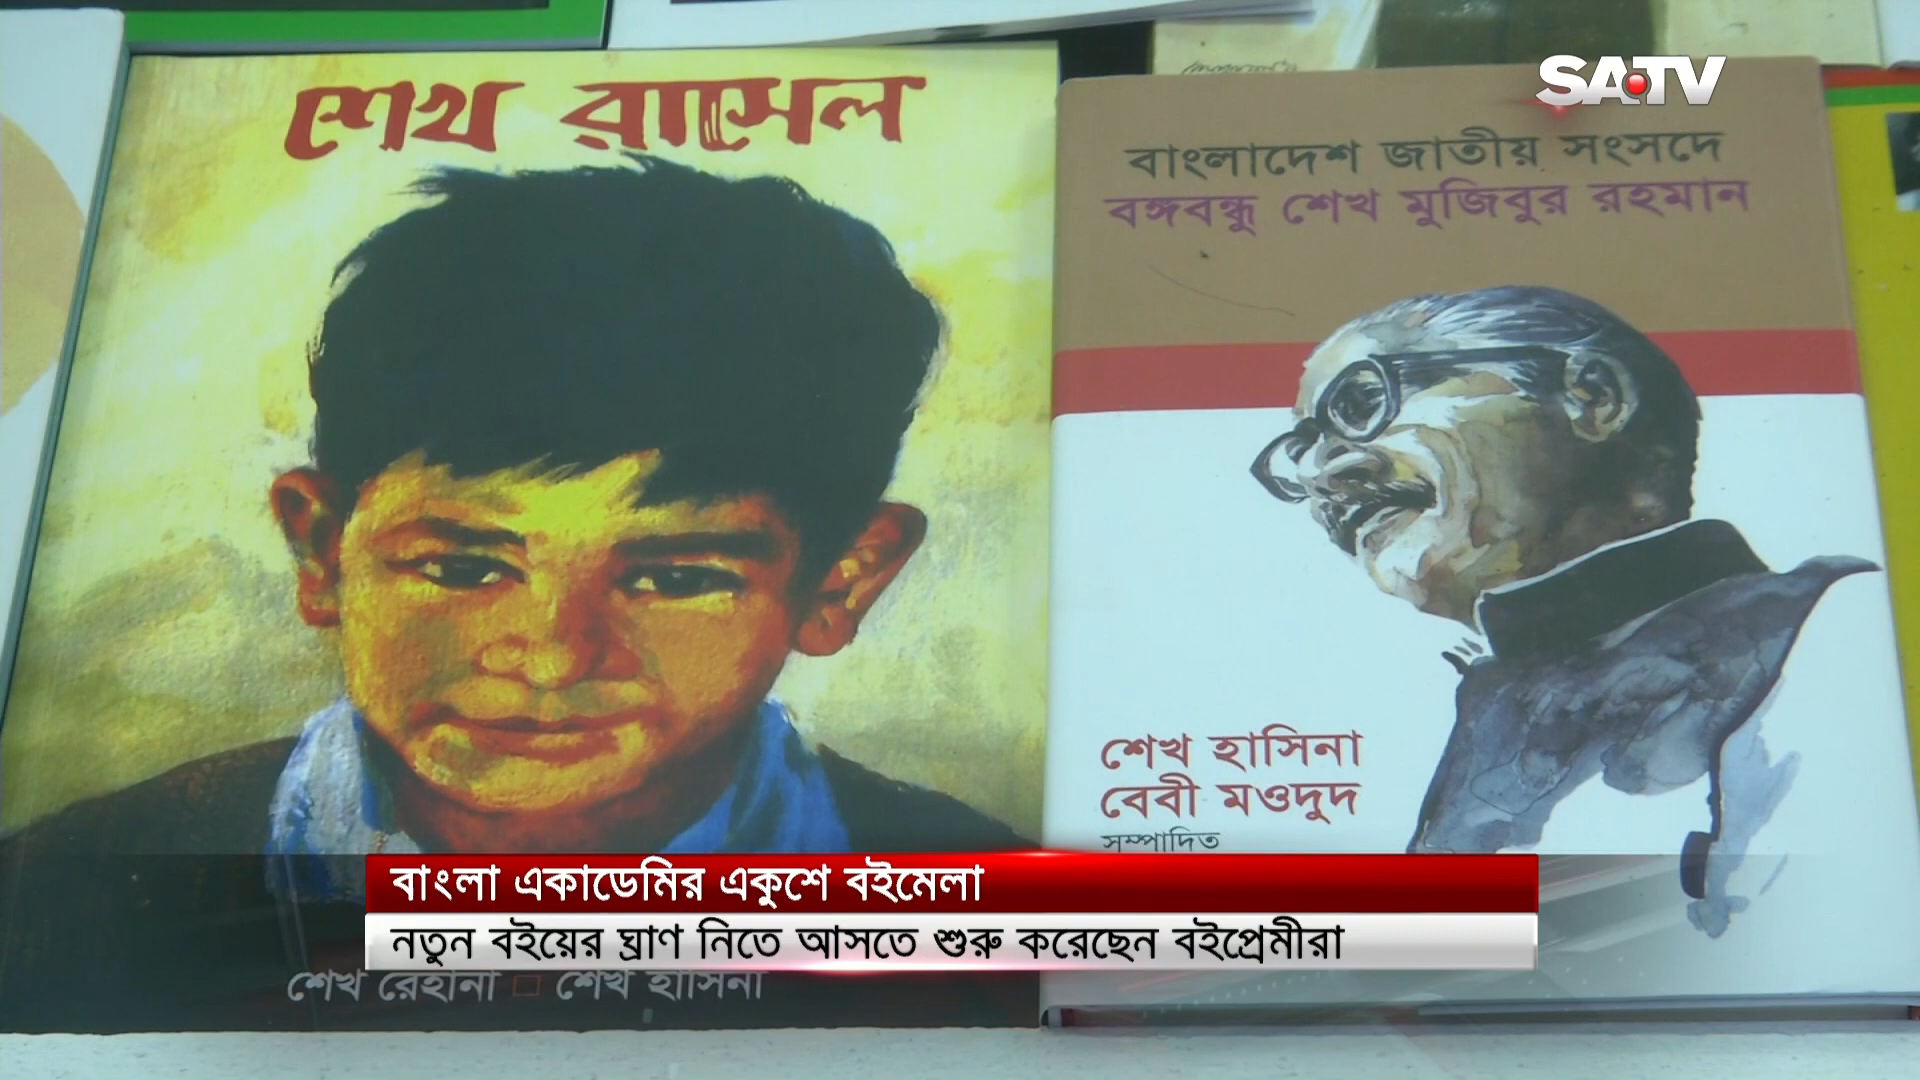 SATV
শেখ রাসেল
বাংলাদেশ জাতীয় সংসদে
বঙ্গবন্ধু শেখ মুজিবুর রহমান
শেখ হাসিনা
বেবী মওদুদ
সম্পাদিত
বাংলা একাডেমির একুশে বইমেলা
নতুন বইয়ের ঘ্রাণ নিতে আসতে শুরু করেছেন বইপ্রেমীরা
শেখ রেহানা □ শেখ হাসিনা